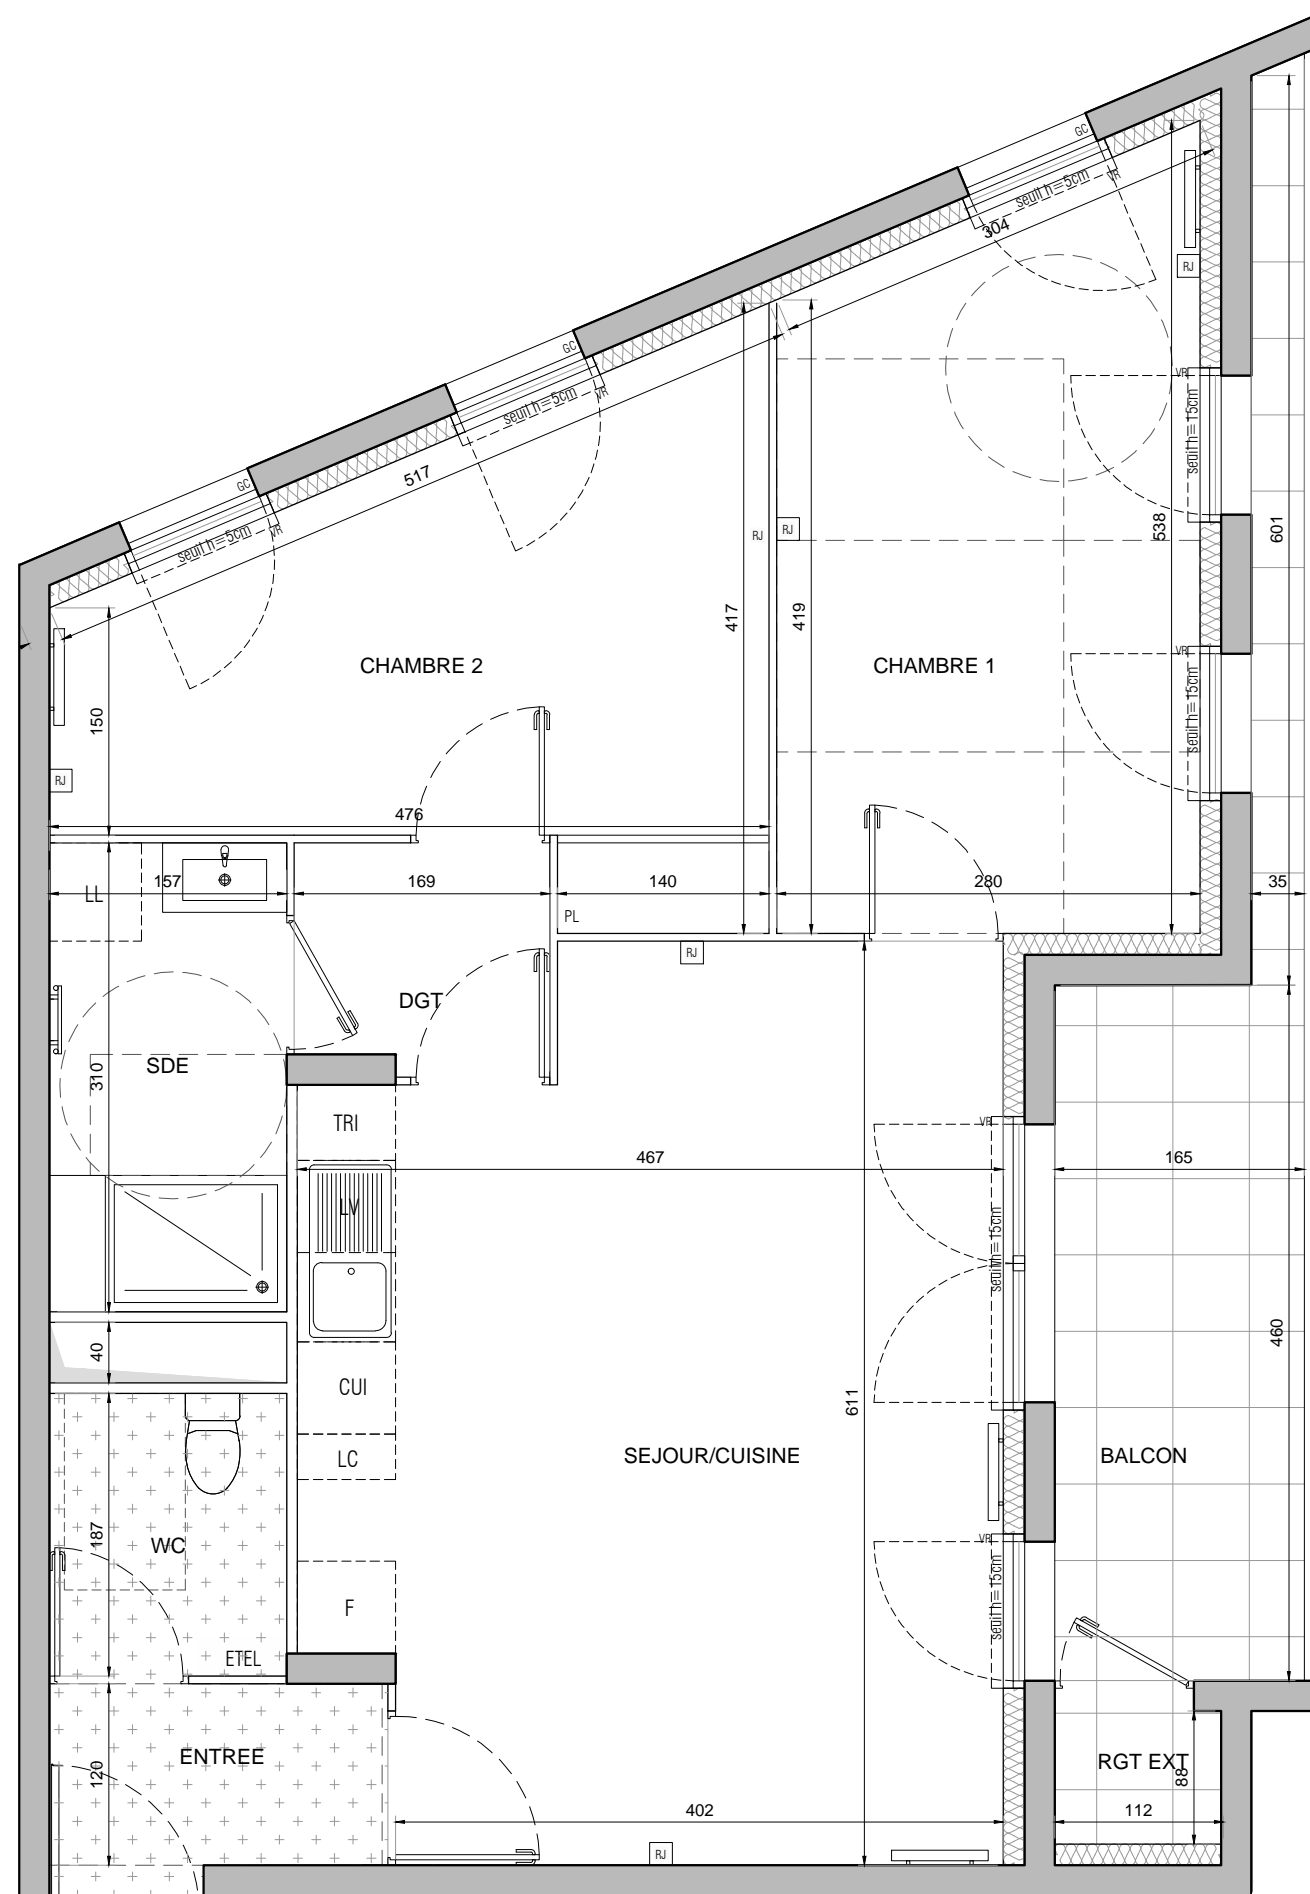 GC
seuil h=5cm
VR
304
RJ
GC
seuil h=5cm
VR
VR
seuil h=15cm
517
GC
seuil h=5cm
VR
RJ
RJ
538
601
417
419
CHAMBRE 2
CHAMBRE 1
VR
seuil h=15cm
150
RJ
476
157
169
140
280
35
LL
PL
RJ
DGT
SDE
310
TRI
VR
467
165
LV
seuil h=15cm
460
40
CUI
611
LC
SEJOUR/CUISINE
BALCON
187
WC
VR
seuil h=15cm
F
ETEL
ENTREE
120
RGT EXT
88
402
112
RJ